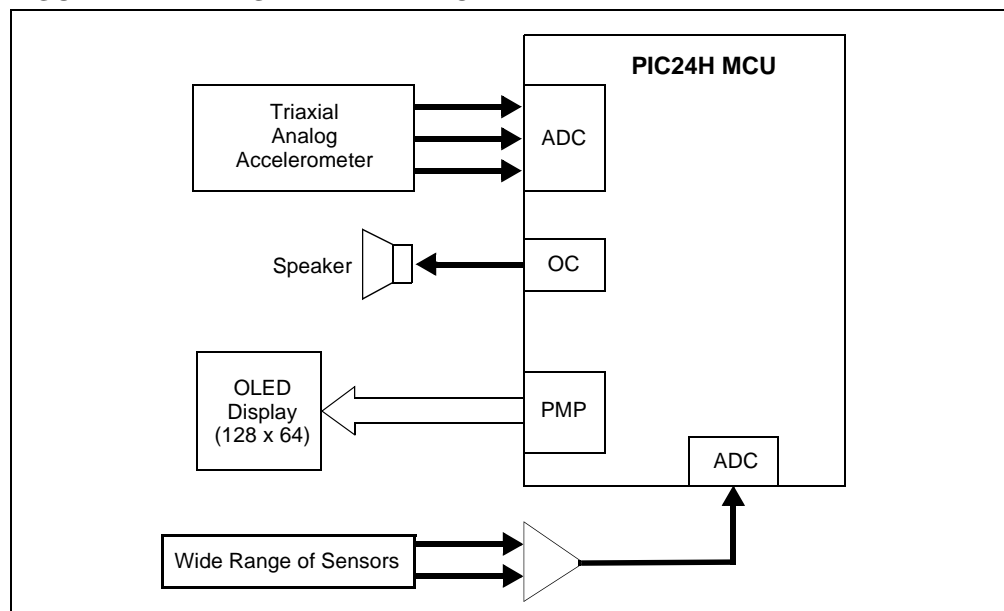 PIC24H MCU
Triaxial
Analog
Accelerometer
ADC
Speaker
OC
OLED
Display
(128 x 64)
PMP
ADC
Wide Range of Sensors